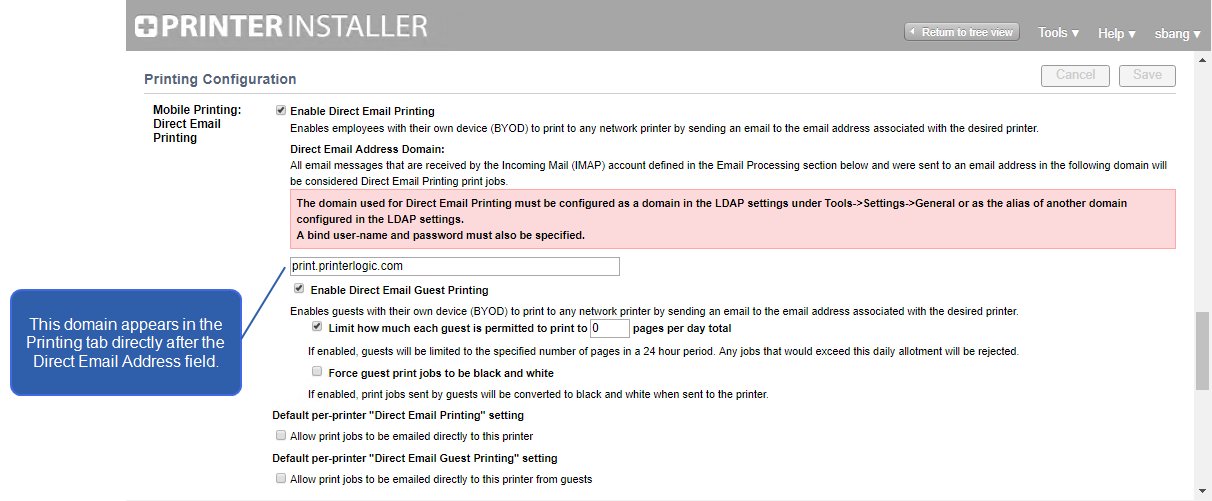 PRINTERINSTALLER
Return to tree view
Tools ▾
Help ▾
sbang ▾
Printing Configuration
Cancel
Save
Mobile Printing:
Direct Email
Printing
Enable Direct Email Printing
Enables employees with their own device (BYOD) to print to any network printer by sending an email to the email address associated with the desired printer.
Direct Email Address Domain:
All email messages that are received by the Incoming Mail (IMAP) account defined in the Email Processing section below and were sent to an email address in the following domain will
be considered Direct Email Printing print jobs.
The domain used for Direct Email Printing must be configured as a domain in the LDAP settings under Tools->Settings->General or as the alias of another domain
configured in the LDAP settings.
A bind user-name and password must also be specified.
print.printerlogic.com
Enable Direct Email Guest Printing
Enables guests with their own device (BYOD) to print to any network printer by sending an email to the email address associated with the desired printer.
Limit how much each guest is permitted to print to 0 pages per day total
If enabled, guests will be limited to the specified number of pages in a 24 hour period. Any jobs that would exceed this daily allotment will be rejected.
Force guest print jobs to be black and white
If enabled, print jobs sent by guests will be converted to black and white when sent to the printer.
Default per-printer "Direct Email Printing" setting
Allow print jobs to be emailed directly to this printer
Default per-printer "Direct Email Guest Printing" setting
Allow print jobs to be emailed directly to this printer from guests
This domain appears in the
Printing tab directly after the
Direct Email Address field.